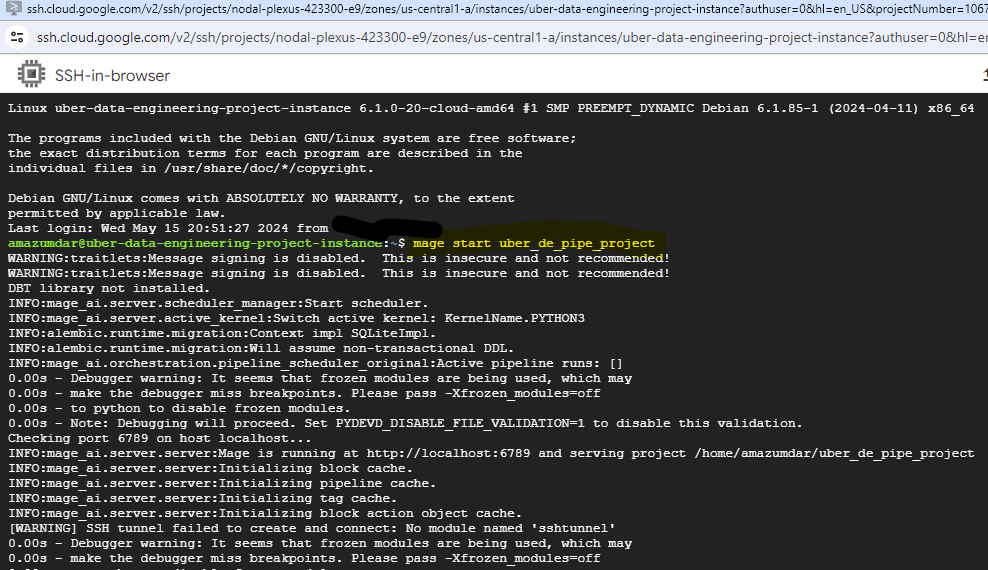 ssh.cloud.google.com/v2/ssh/projects/nodal-plexus-423300-e9/zones/us-central1-a/instances/uber-data-engineering-project-instance?authuser=0&hl=en_US&projectNumber=1067
ssh.cloud.google.com/v2/ssh/projects/nodal-plexus-423300-e9/zones/us-central1-a/instances/uber-data-engineering-project-instance?authuser=0&hl=en
SSH-in-browser
Linux uber-data-engineering-project-instance 6.1.0-20-cloud-amd64 #1 SMP PREEMPT_DYNAMIC Debian 6.1.85-1 (2024-04-11) x86_64
The programs included with the Debian GNU/Linux system are free software;
the exact distribution terms for each program are described in the
individual files in /usr/share/doc/*/copyright.
Debian GNU/Linux comes with ABSOLUTELY NO WARRANTY, to the extent
permitted by applicable law.
Last login: Wed May 15 20:51:27 2024 from
amazumdar@uber-data-engineering-project-instance:~$ mage start uber_de_pipe_project
WARNING:traitlets:Message signing is disabled.  This is insecure and not recommended!
WARNING:traitlets:Message signing is disabled.  This is insecure and not recommended!
DBT library not installed.
INFO:mage_ai.server.scheduler_manager:Start scheduler.
INFO:mage_ai.server.active_kernel:Switch active kernel: KernelName.PYTHON3
INFO:alembic.runtime.migration:Context impl SQLiteImpl.
INFO:alembic.runtime.migration:Will assume non-transactional DDL.
INFO:mage_ai.orchestration.pipeline_scheduler_original:Active pipeline runs: []
0.00s - Debugger warning: It seems that frozen modules are being used, which may
0.00s - make the debugger miss breakpoints. Please pass -Xfrozen_modules=off
0.00s - to python to disable frozen modules.
0.00s - Note: Debugging will proceed. Set PYDEVD_DISABLE_FILE_VALIDATION=1 to disable this validation.
Checking port 6789 on host localhost...
INFO:mage_ai.server.server:Mage is running at http://localhost:6789 and serving project /home/amazumdar/uber_de_pipe_project
INFO:mage_ai.server.server:Initializing block cache.
INFO:mage_ai.server.server:Initializing pipeline cache.
INFO:mage_ai.server.server:Initializing tag cache.
INFO:mage_ai.server.server:Initializing block action object cache.
[WARNING] SSH tunnel failed to create and connect: No module named 'sshtunnel'
0.00s - Debugger warning: It seems that frozen modules are being used, which may
0.00s - make the debugger miss breakpoints. Please pass -Xfrozen_modules=off